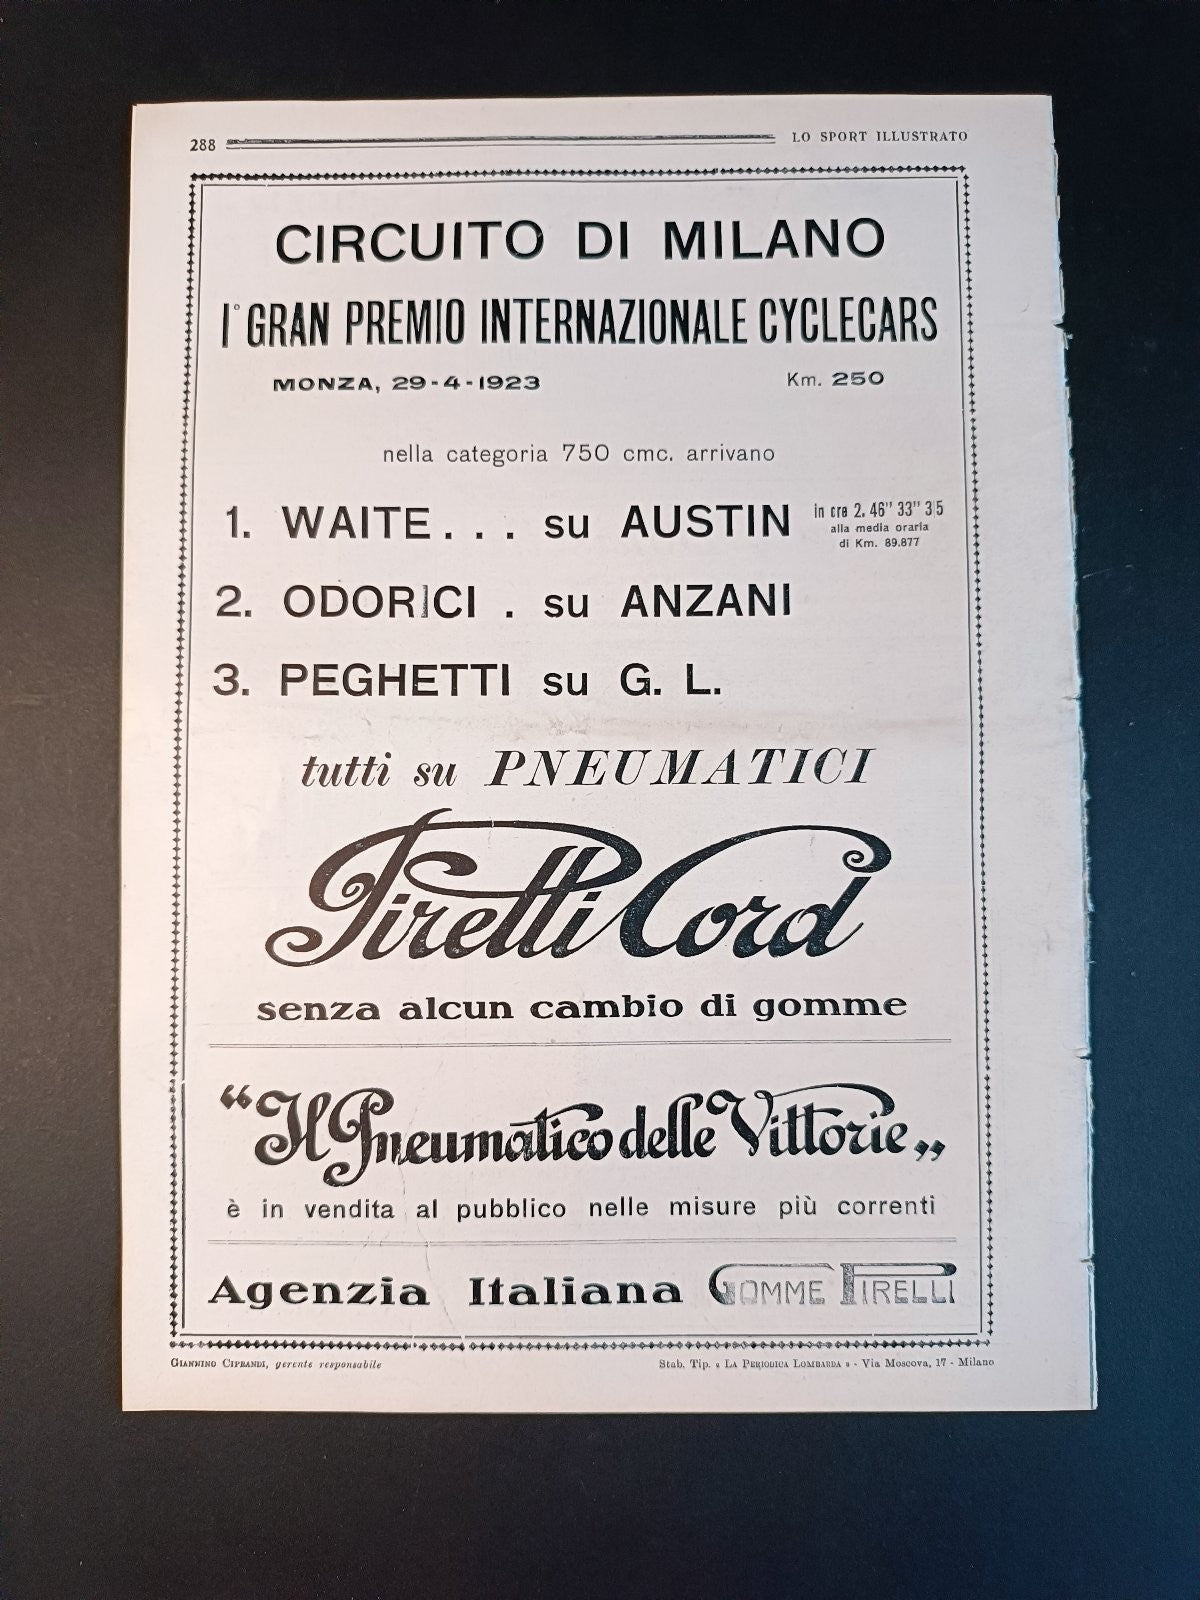 288
LO SPORT ILLUSTRATO
CIRCUITO DI MILANO
I° GRAN PREMIO INTERNAZIONALE CYCLECARS
MONZA, 29-4-1923 Km. 250
nella categoria 750 cmc. arrivano
1. WAITE... su AUSTIN in ore 2. 46" 33" 3/5
alla media oraria
di Km. 89.877
2. ODORICI . su ANZANI
3. PEGHETTI su G. L.
tutti su PNEUMATICI
Pirelli Cord
senza alcun cambio di gomme
“Il Pneumatico delle Vittorie„
è in vendita al pubblico nelle misure più correnti
Agenzia Italiana GOMME PIRELLI
GIANNINO CIPRANDI, gerente responsabile
Stab. Tip. « LA PERIODICA LOMBARDA » - Via Moscova, 17 - Milano